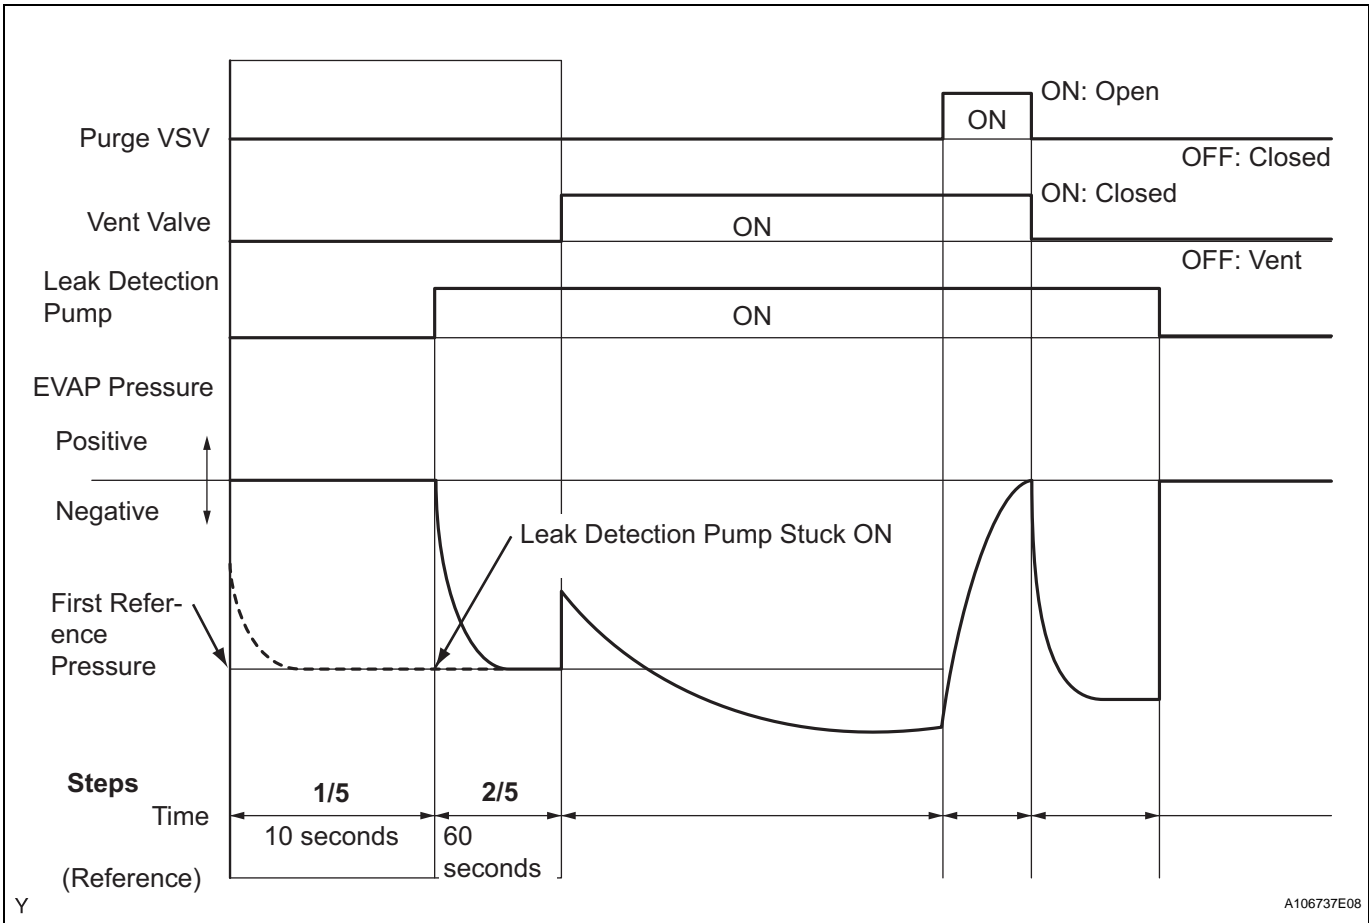 ON: Open
ON
Purge VSV
OFF: Closed
ON: Closed
Vent Valve
ON
OFF: Vent
Leak Detection
Pump
ON
EVAP Pressure
Positive
Negative
Leak Detection Pump Stuck ON
First Refer-
ence
Pressure
Steps
1/5
2/5
Time
10 seconds
60
seconds
(Reference)
Y
A106737E08